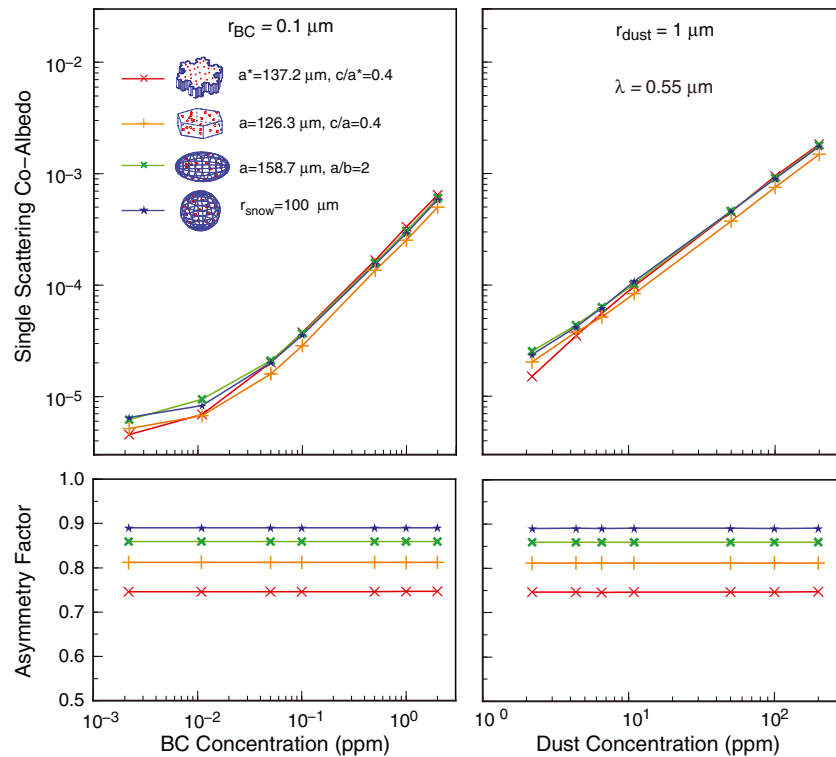 r_BC = 0.1 μm
r_dust = 1 μm
λ = 0.55 μm
a*=137.2 μm, c/a*=0.4
a=126.3 μm, c/a=0.4
a=158.7 μm, a/b=2
r_snow=100 μm
Single Scattering Co−Albedo
10^−2
10^−3
10^−4
10^−5
Asymmetry Factor
1.0
0.9
0.8
0.7
0.6
0.5
10^−3 10^−2 10^−1 10^0
BC Concentration (ppm)
10^0 10^1 10^2
Dust Concentration (ppm)